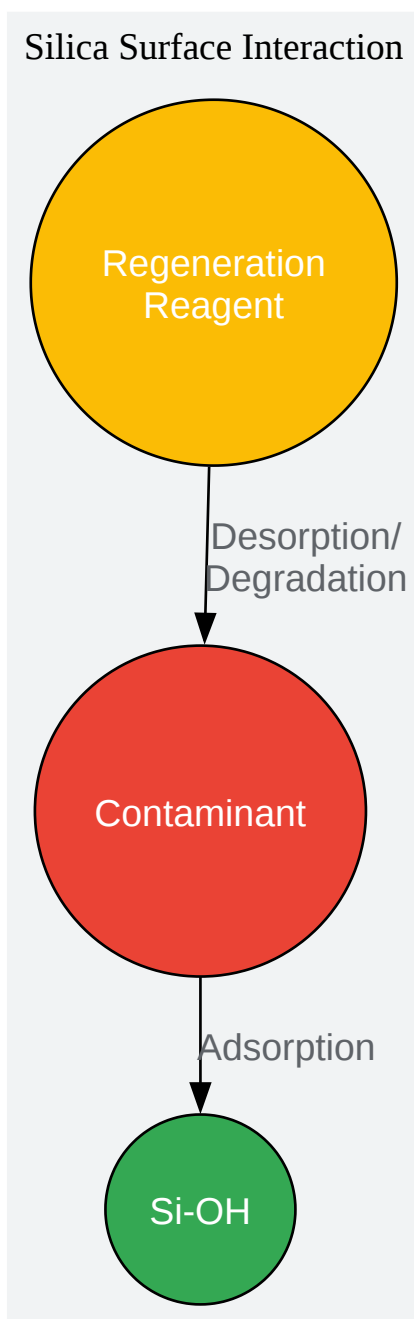 Silica Surface Interaction
Regeneration
Reagent
Desorption/
Degradation
Contaminant
Adsorption
Si-OH